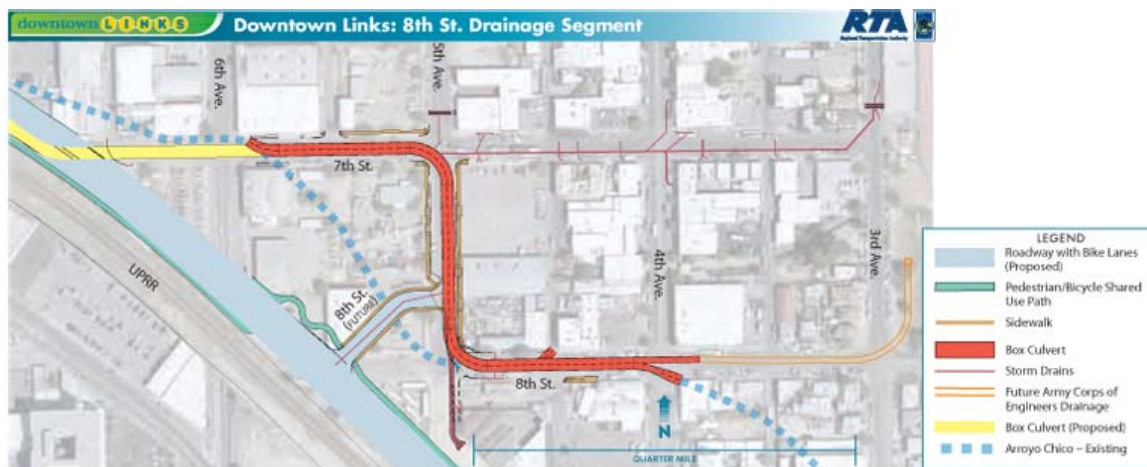 downtown LINKS
Downtown Links: 8th St. Drainage Segment
RTA
Regional Transportation Authority
6th Ave.
5th Ave.
7th St.
4th Ave.
3rd Ave.
UPRR
8th St.
(FUTURE)
8th St.
N
QUARTER MILE
LEGEND
Roadway with Bike Lanes
(Proposed)
Pedestrian/Bicycle Shared
Use Path
Sidewalk
Box Culvert
Storm Drains
Future Army Corps of
Engineers Drainage
Box Culvert (Proposed)
Arroyo Chico – Existing